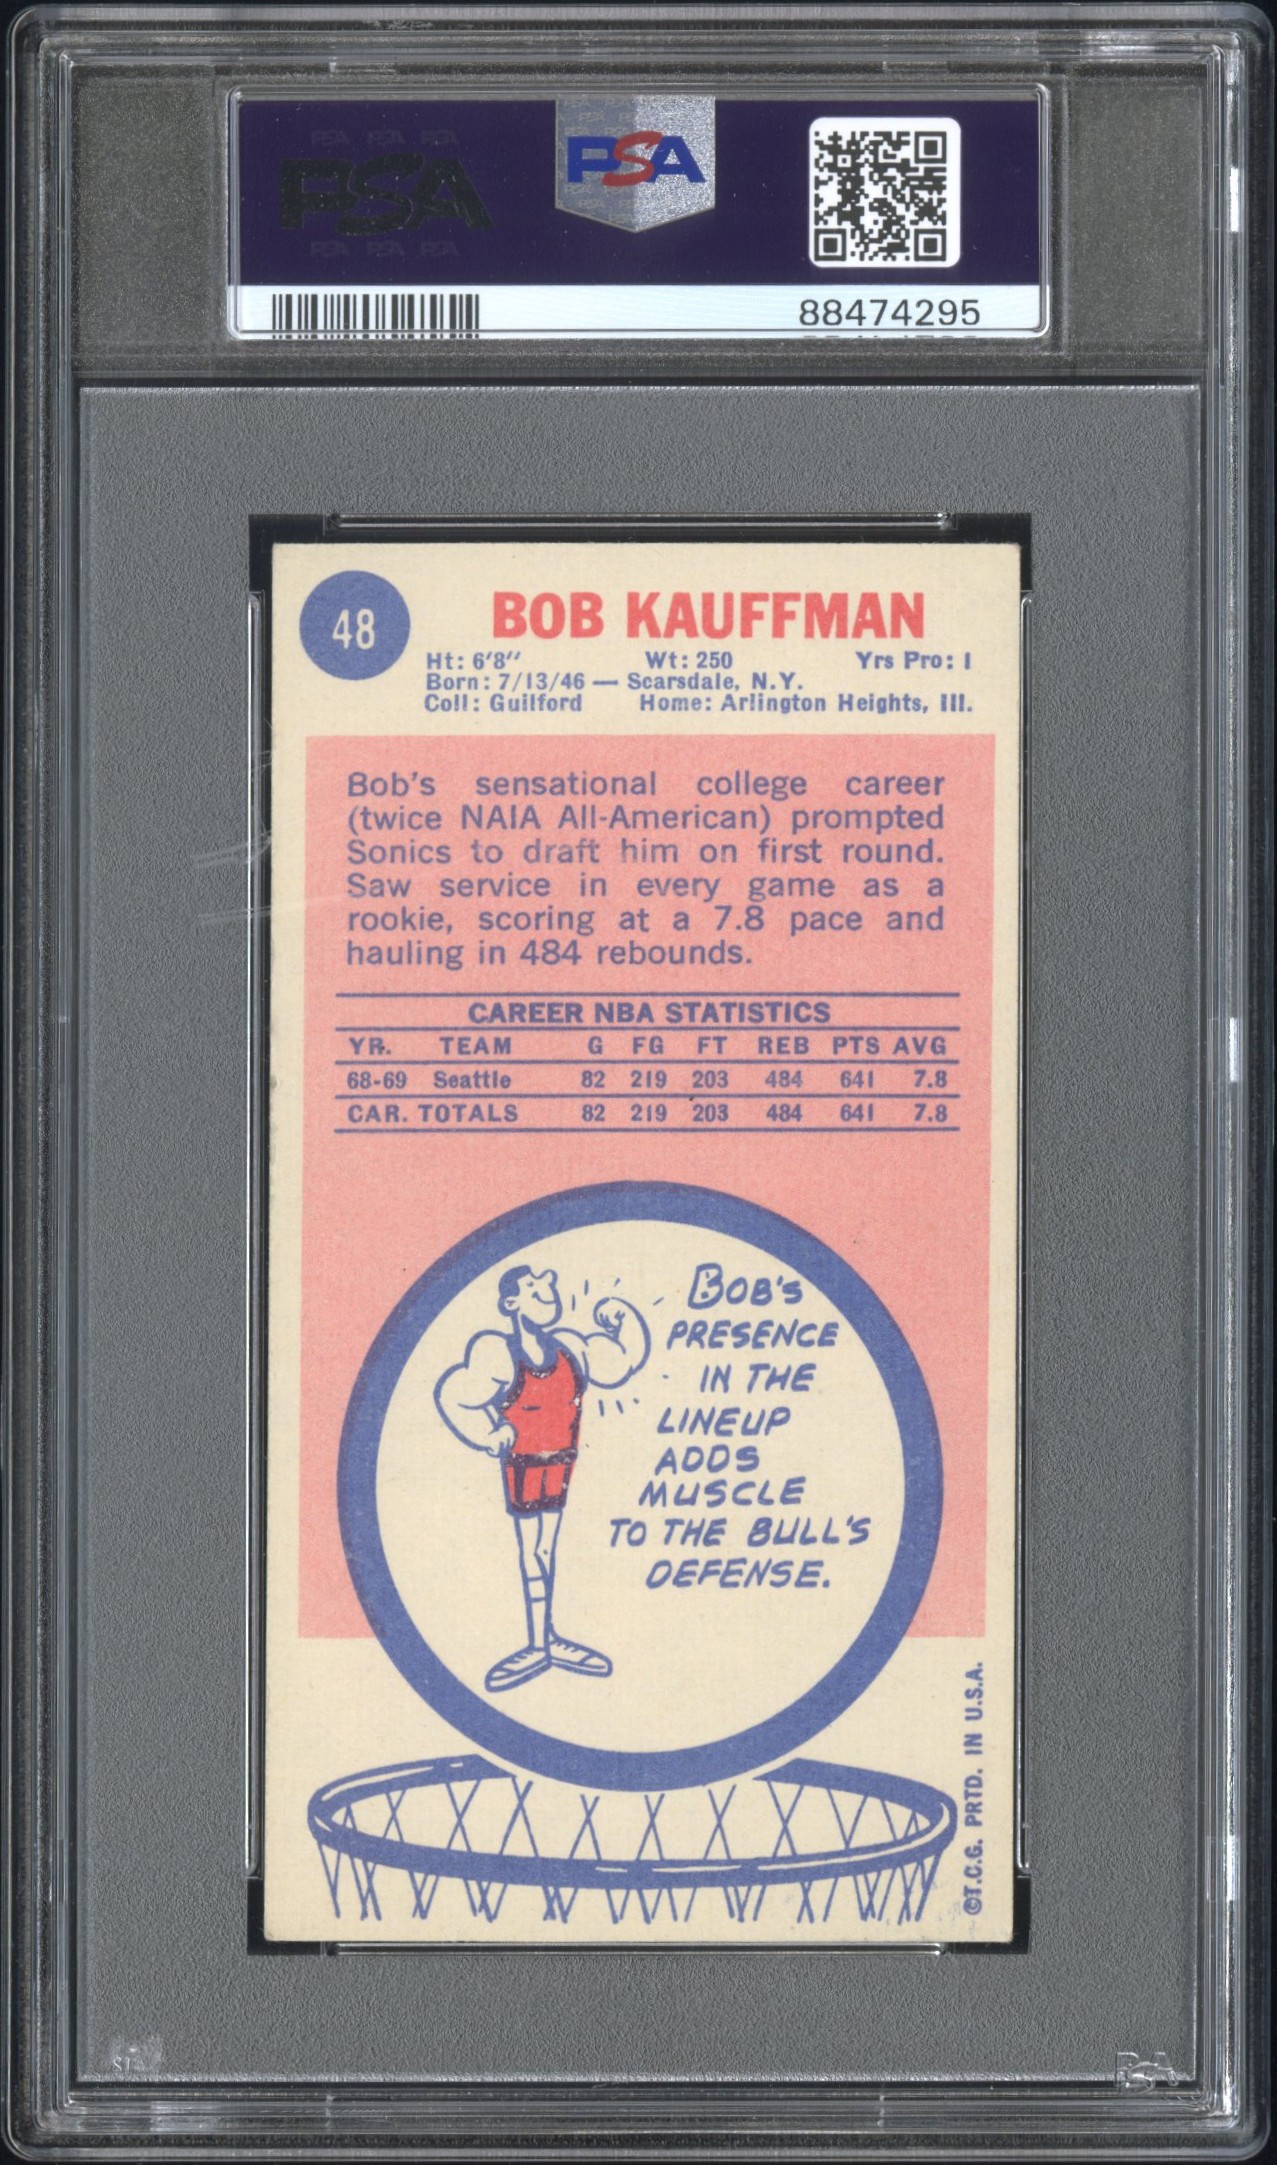 PSA
PSA
88474295
48
BOB KAUFFMAN
Ht: 6'8" Wt: 250 Yrs Pro: 1
Born: 7/13/46 — Scarsdale, N.Y.
Coll: Guilford Home: Arlington Heights, Ill.
Bob's sensational college career
(twice NAIA All-American) prompted
Sonics to draft him on first round.
Saw service in every game as a
rookie, scoring at a 7.8 pace and
hauling in 484 rebounds.
CAREER NBA STATISTICS
YR. TEAM G FG FT REB PTS AVG
68-69 Seattle 82 219 203 484 641 7.8
CAR. TOTALS 82 219 203 484 641 7.8
BOB'S
PRESENCE
IN THE
LINEUP
ADDS
MUSCLE
TO THE BULL'S
DEFENSE.
©T.C.G. PRTD. IN U.S.A.
PSA